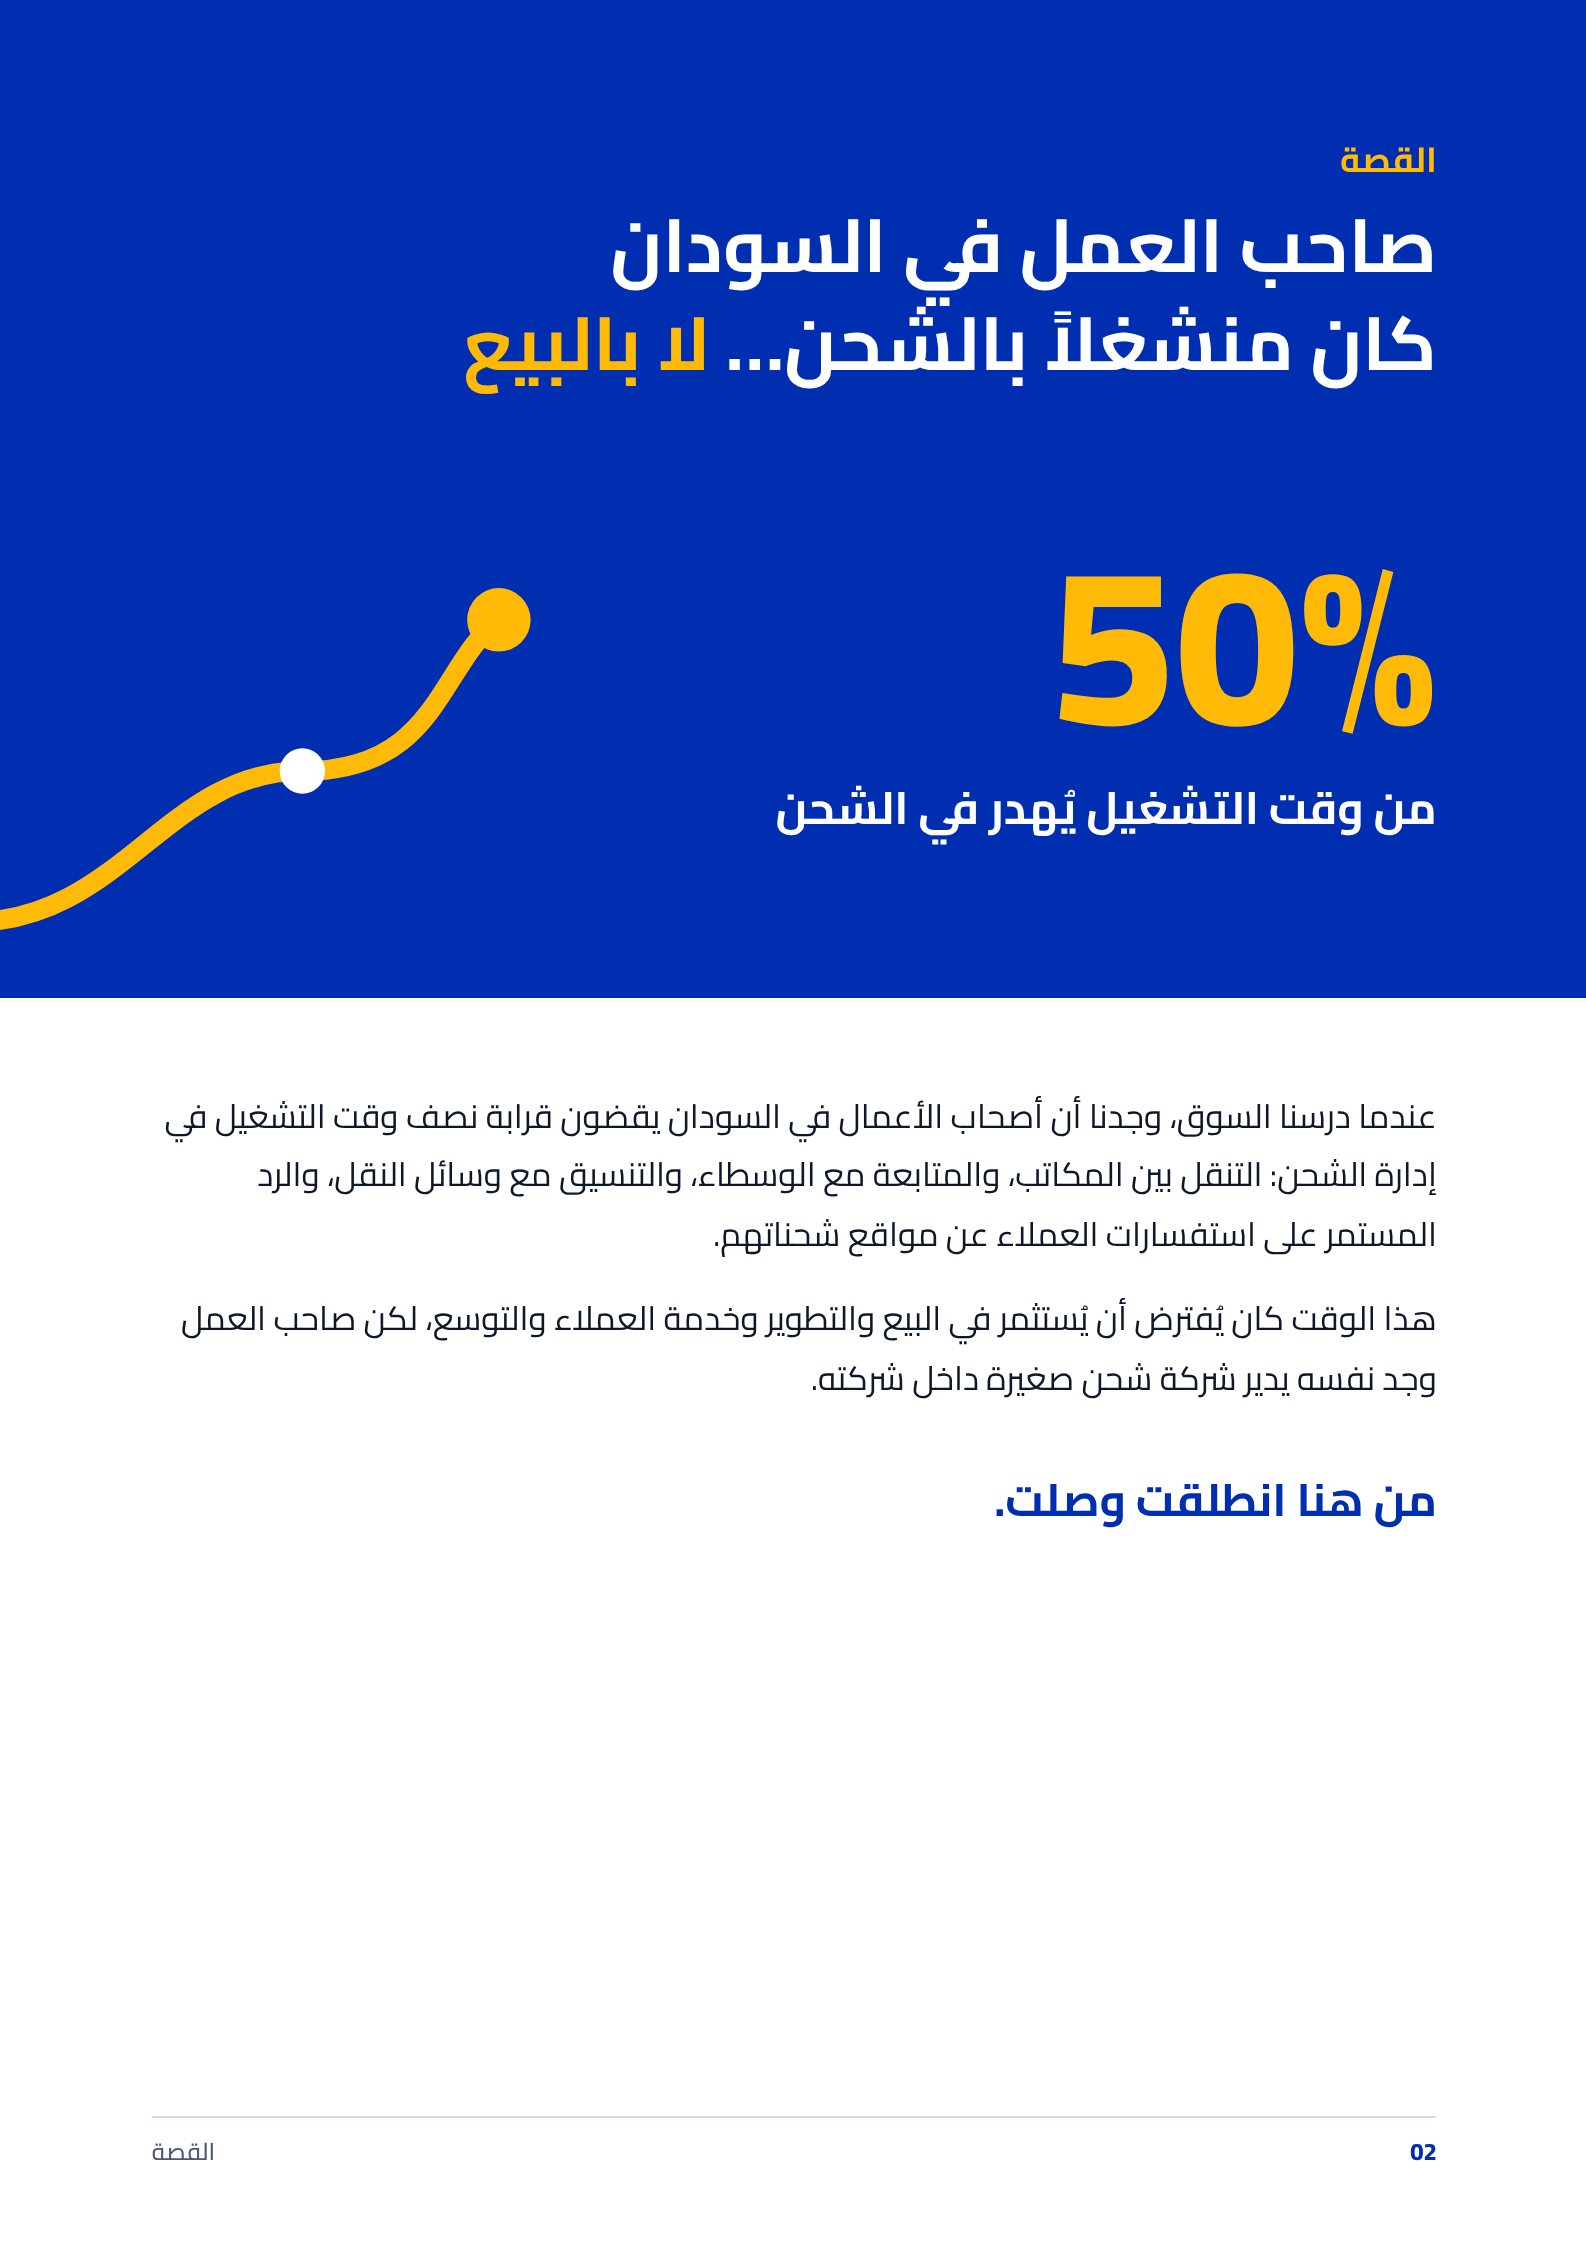 القصة
صاحب العمل في السودان
كان منشغلاً بالشحن... لا بالبيع
50%
من وقت التشغيل يُهدر في الشحن
عندما درسنا السوق، وجدنا أن أصحاب الأعمال في السودان يقضون قرابة نصف وقت التشغيل في
إدارة الشحن: التنقل بين المكاتب، والمتابعة مع الوسطاء، والتنسيق مع وسائل النقل، والرد
المستمر على استفسارات العملاء عن مواقع شحناتهم.
هذا الوقت كان يُفترض أن يُستثمر في البيع والتطوير وخدمة العملاء والتوسع، لكن صاحب العمل
وجد نفسه يدير شركة شحن صغيرة داخل شركته.
من هنا انطلقت وصلت.
02
القصة